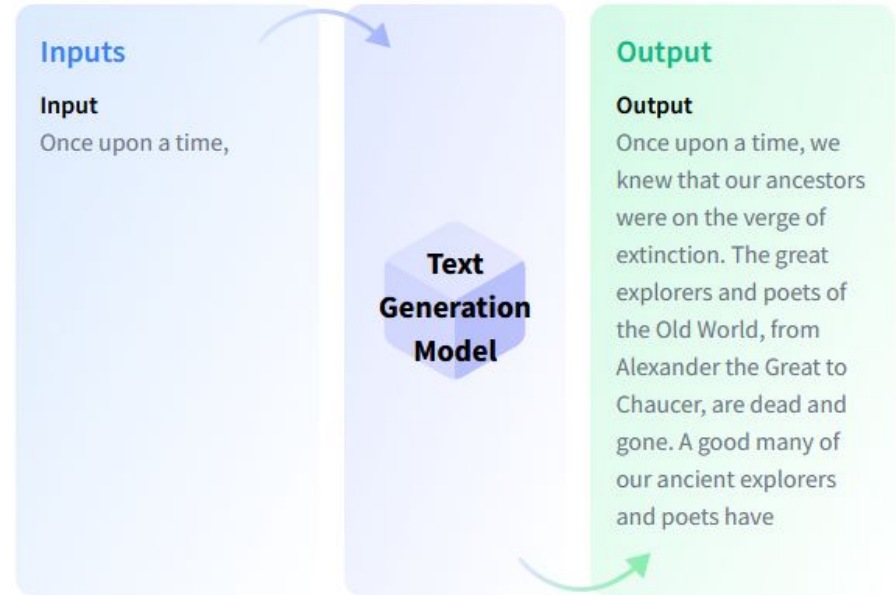 Inputs
Input
Once upon a time,
Text
Generation
Model
Output
Output
Once upon a time, we
knew that our ancestors
were on the verge of
extinction. The great
explorers and poets of
the Old World, from
Alexander the Great to
Chaucer, are dead and
gone. A good many of
our ancient explorers
and poets have